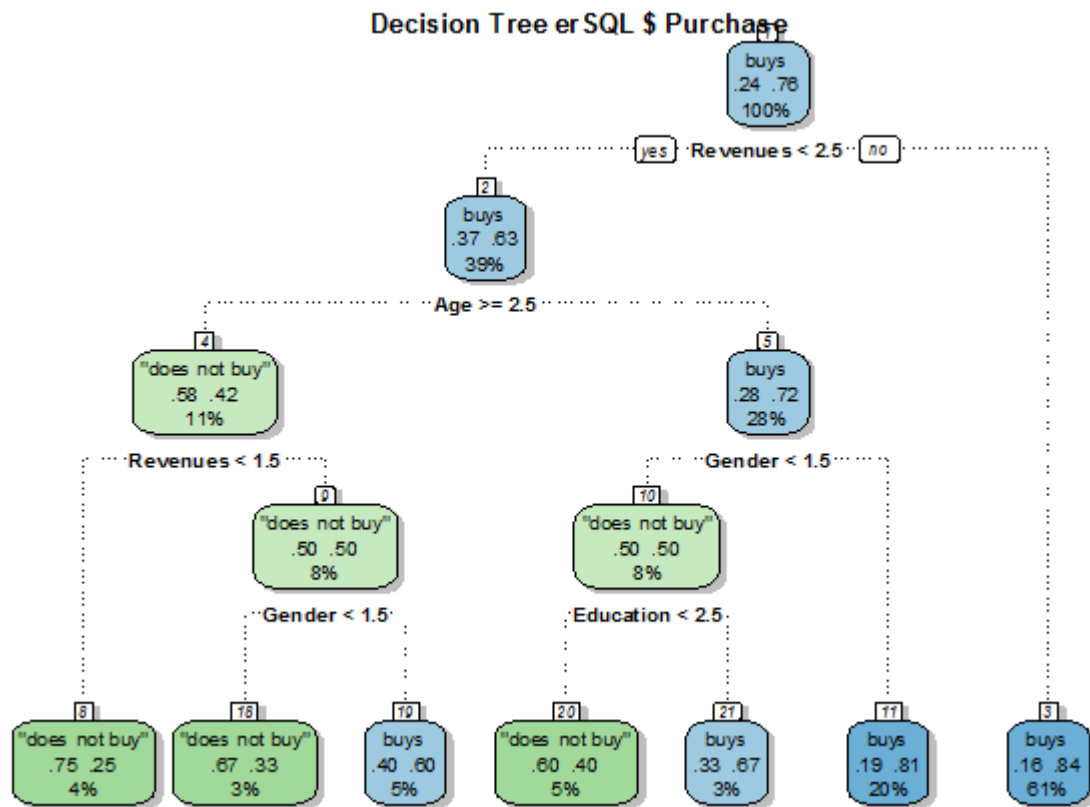 Decision Tree erSQL $ Purchase
1
buys
.24 .76
100%
yes Revenues < 2.5 no
2
buys
.37 .63
39%
Age >= 2.5
4
"does not buy"
.58 .42
11%
5
buys
.28 .72
28%
Revenues < 1.5
Gender < 1.5
9
"does not buy"
.50 .50
8%
10
"does not buy"
.50 .50
8%
Gender < 1.5
Education < 2.5
8
"does not buy"
.75 .25
4%
18
"does not buy"
.67 .33
3%
19
buys
.40 .60
5%
20
"does not buy"
.60 .40
5%
21
buys
.33 .67
3%
11
buys
.19 .81
20%
3
buys
.16 .84
61%